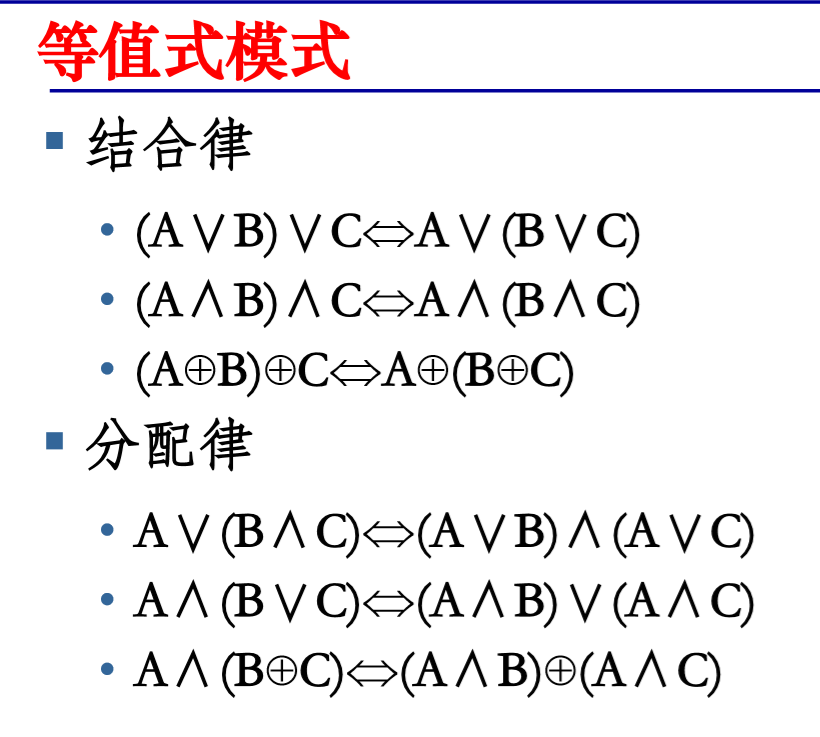 等值式模式
▪ 结合律
• (A∨B)∨C⇔A∨(B∨C)
• (A∧B)∧C⇔A∧(B∧C)
• (A⊕B)⊕C⇔A⊕(B⊕C)
▪ 分配律
• A∨(B∧C)⇔(A∨B)∧(A∨C)
• A∧(B∨C)⇔(A∧B)∨(A∧C)
• A∧(B⊕C)⇔(A∧B)⊕(A∧C)